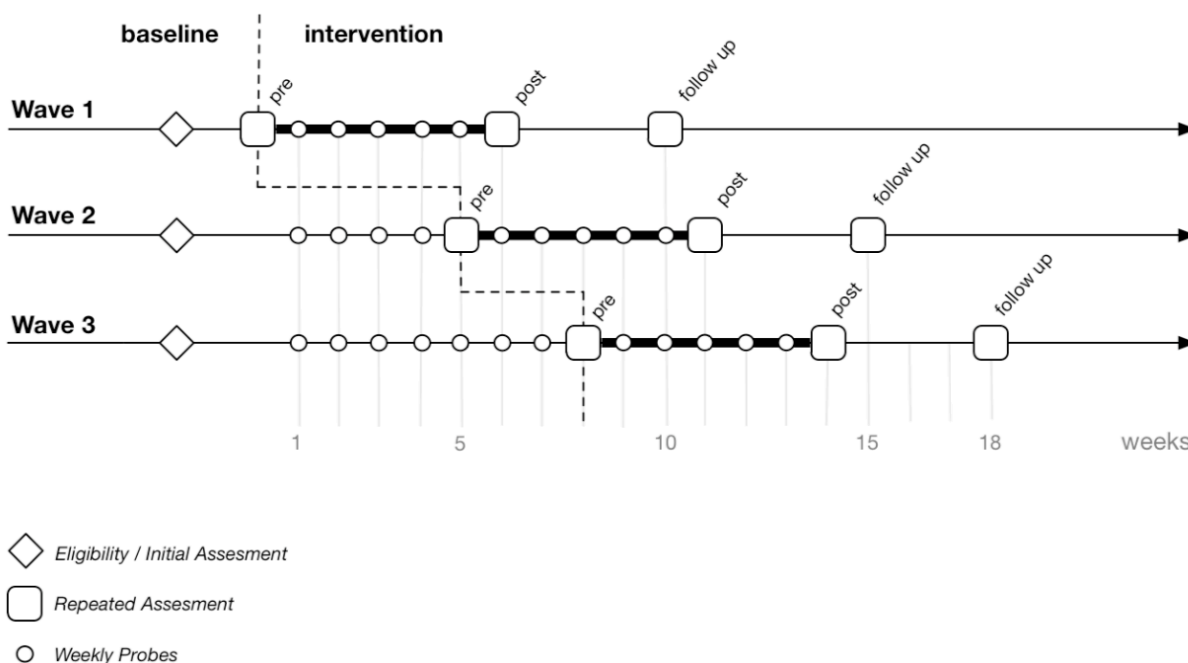 baseline intervention
Wave 1 pre post follow up
Wave 2 pre post follow up
Wave 3 pre post follow up
1 5 10 15 18 weeks
Eligibility / Initial Assesment
Repeated Assesment
Weekly Probes